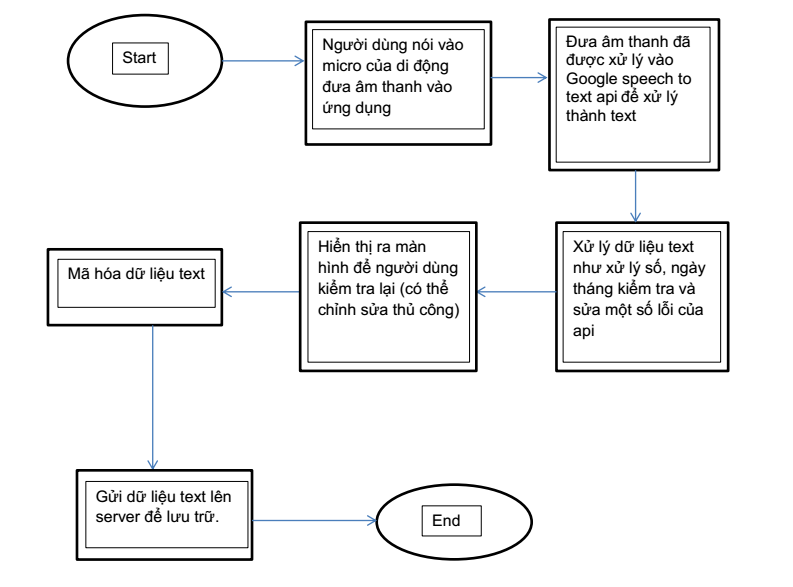 Start
Người dùng nói vào
micro của di động
đưa âm thanh vào
ứng dụng
Đưa âm thanh đã
được xử lý vào
Google speech to
text api để xử lý
thành text
Xử lý dữ liệu text
như xử lý số, ngày
tháng kiểm tra và
sửa một số lỗi của
api
Hiển thị ra màn
hình để người dùng
kiểm tra lại (có thể
chỉnh sửa thủ công)
Mã hóa dữ liệu text
Gửi dữ liệu text lên
server để lưu trữ.
End